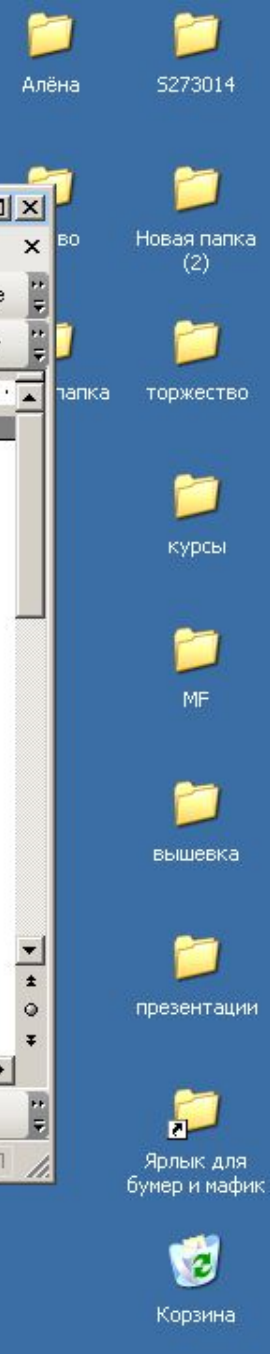 Алёна
S273014
во
Новая папка
(2)
папка
торжество
курсы
MF
вышевка
презентации
Ярлык для
бумер и мафик
Корзина